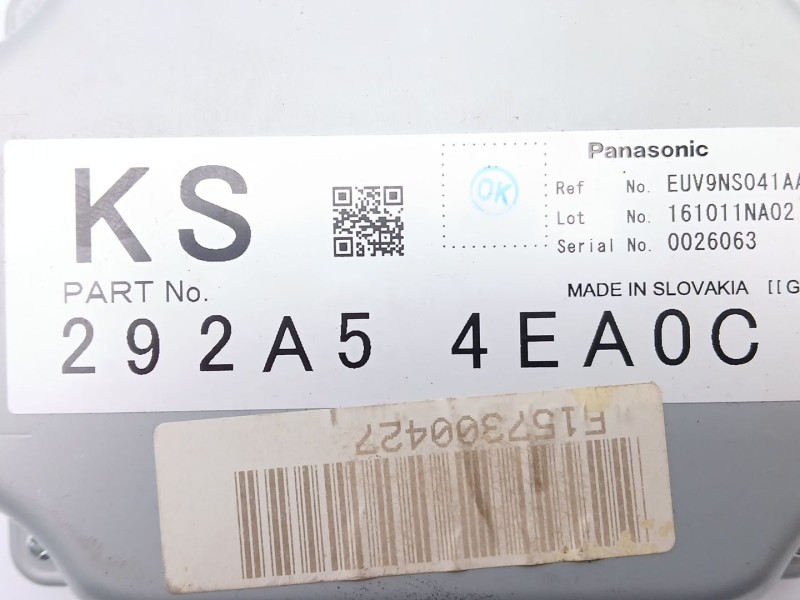 KS
OK
Panasonic
Ref No. EUV9NS041AA
Lot No. 161011NA02
Serial No. 0026063
PART No.
MADE IN SLOVAKIA [[G
292A5 4EA0C
F157300427